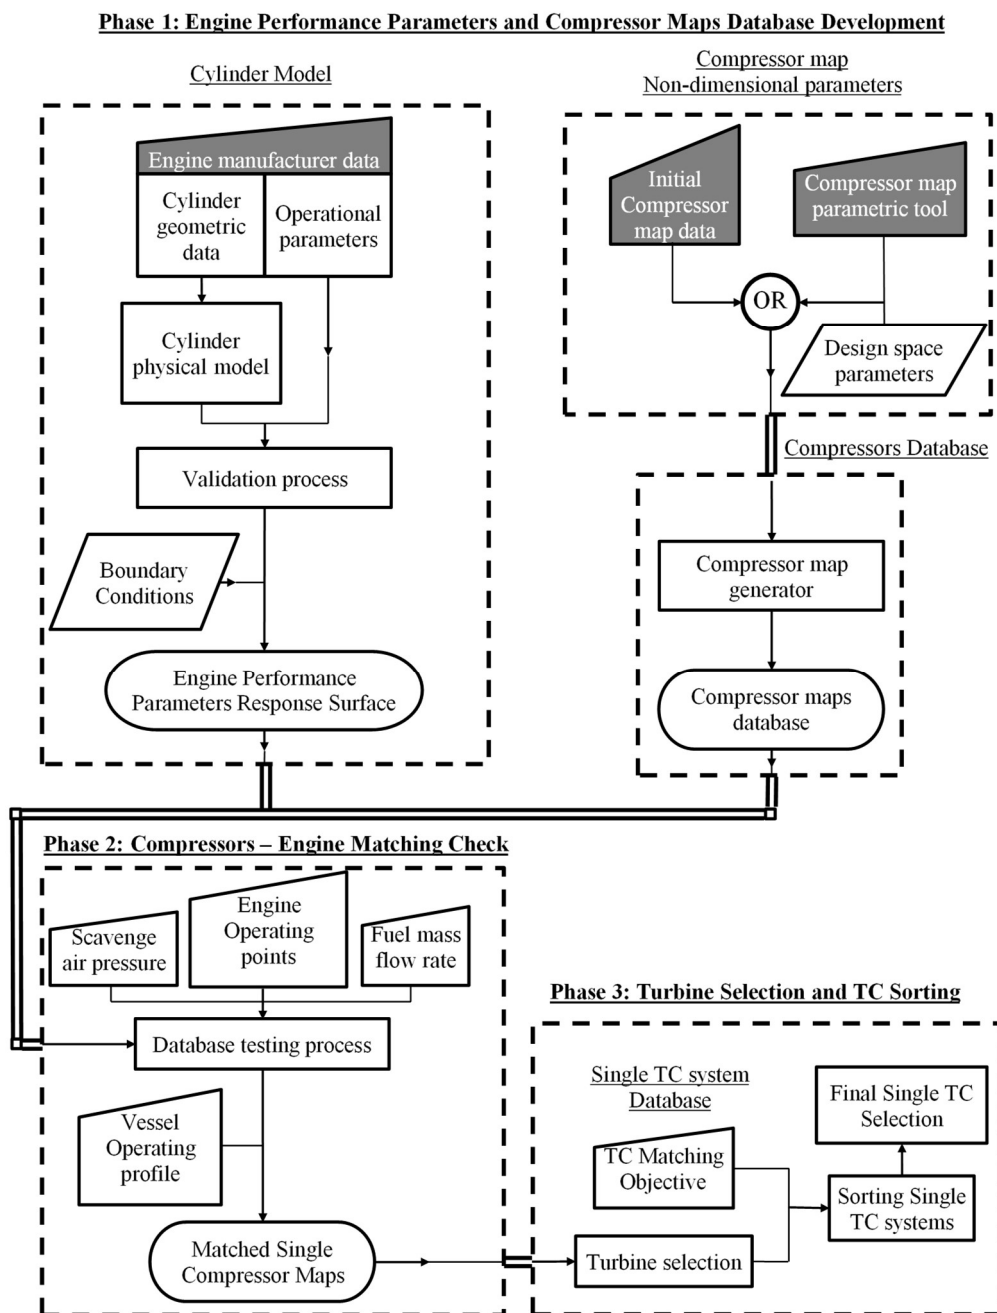 Phase 1: Engine Performance Parameters and Compressor Maps Database Development
Cylinder Model
Engine manufacturer data
Cylinder
geometric
data
Operational
parameters
Cylinder
physical model
Validation process
Boundary
Conditions
Engine Performance
Parameters Response Surface
Compressor map
Non-dimensional parameters
Initial
Compressor
map data
Compressor map
parametric tool
OR
Design space
parameters
Compressors Database
Compressor map
generator
Compressor maps
database
Phase 2: Compressors – Engine Matching Check
Scavenge
air pressure
Engine
Operating
points
Fuel mass
flow rate
Database testing process
Vessel
Operating
profile
Matched Single
Compressor Maps
Phase 3: Turbine Selection and TC Sorting
Single TC system
Database
TC Matching
Objective
Turbine selection
Final Single TC
Selection
Sorting Single
TC systems